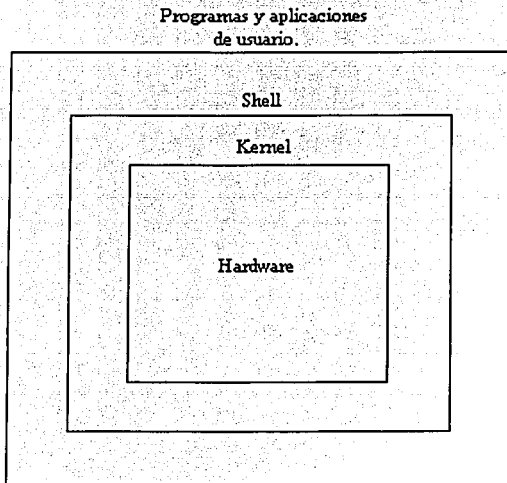 Programas y aplicaciones
de usuario.
Shell
Kernel
Hardware